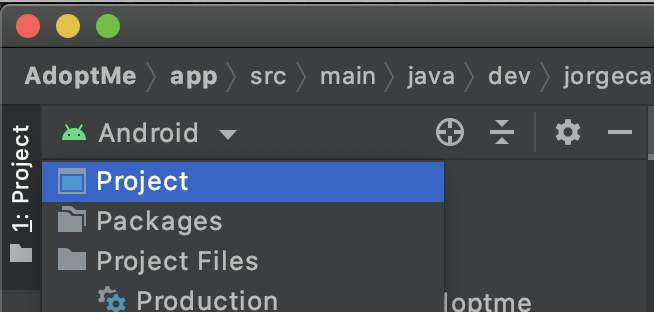 AdoptMe 〉 app 〉 src 〉 main 〉 java 〉 dev 〉 jorgeca
1: Project
Android
Project
Packages
Project Files
Production
doptme